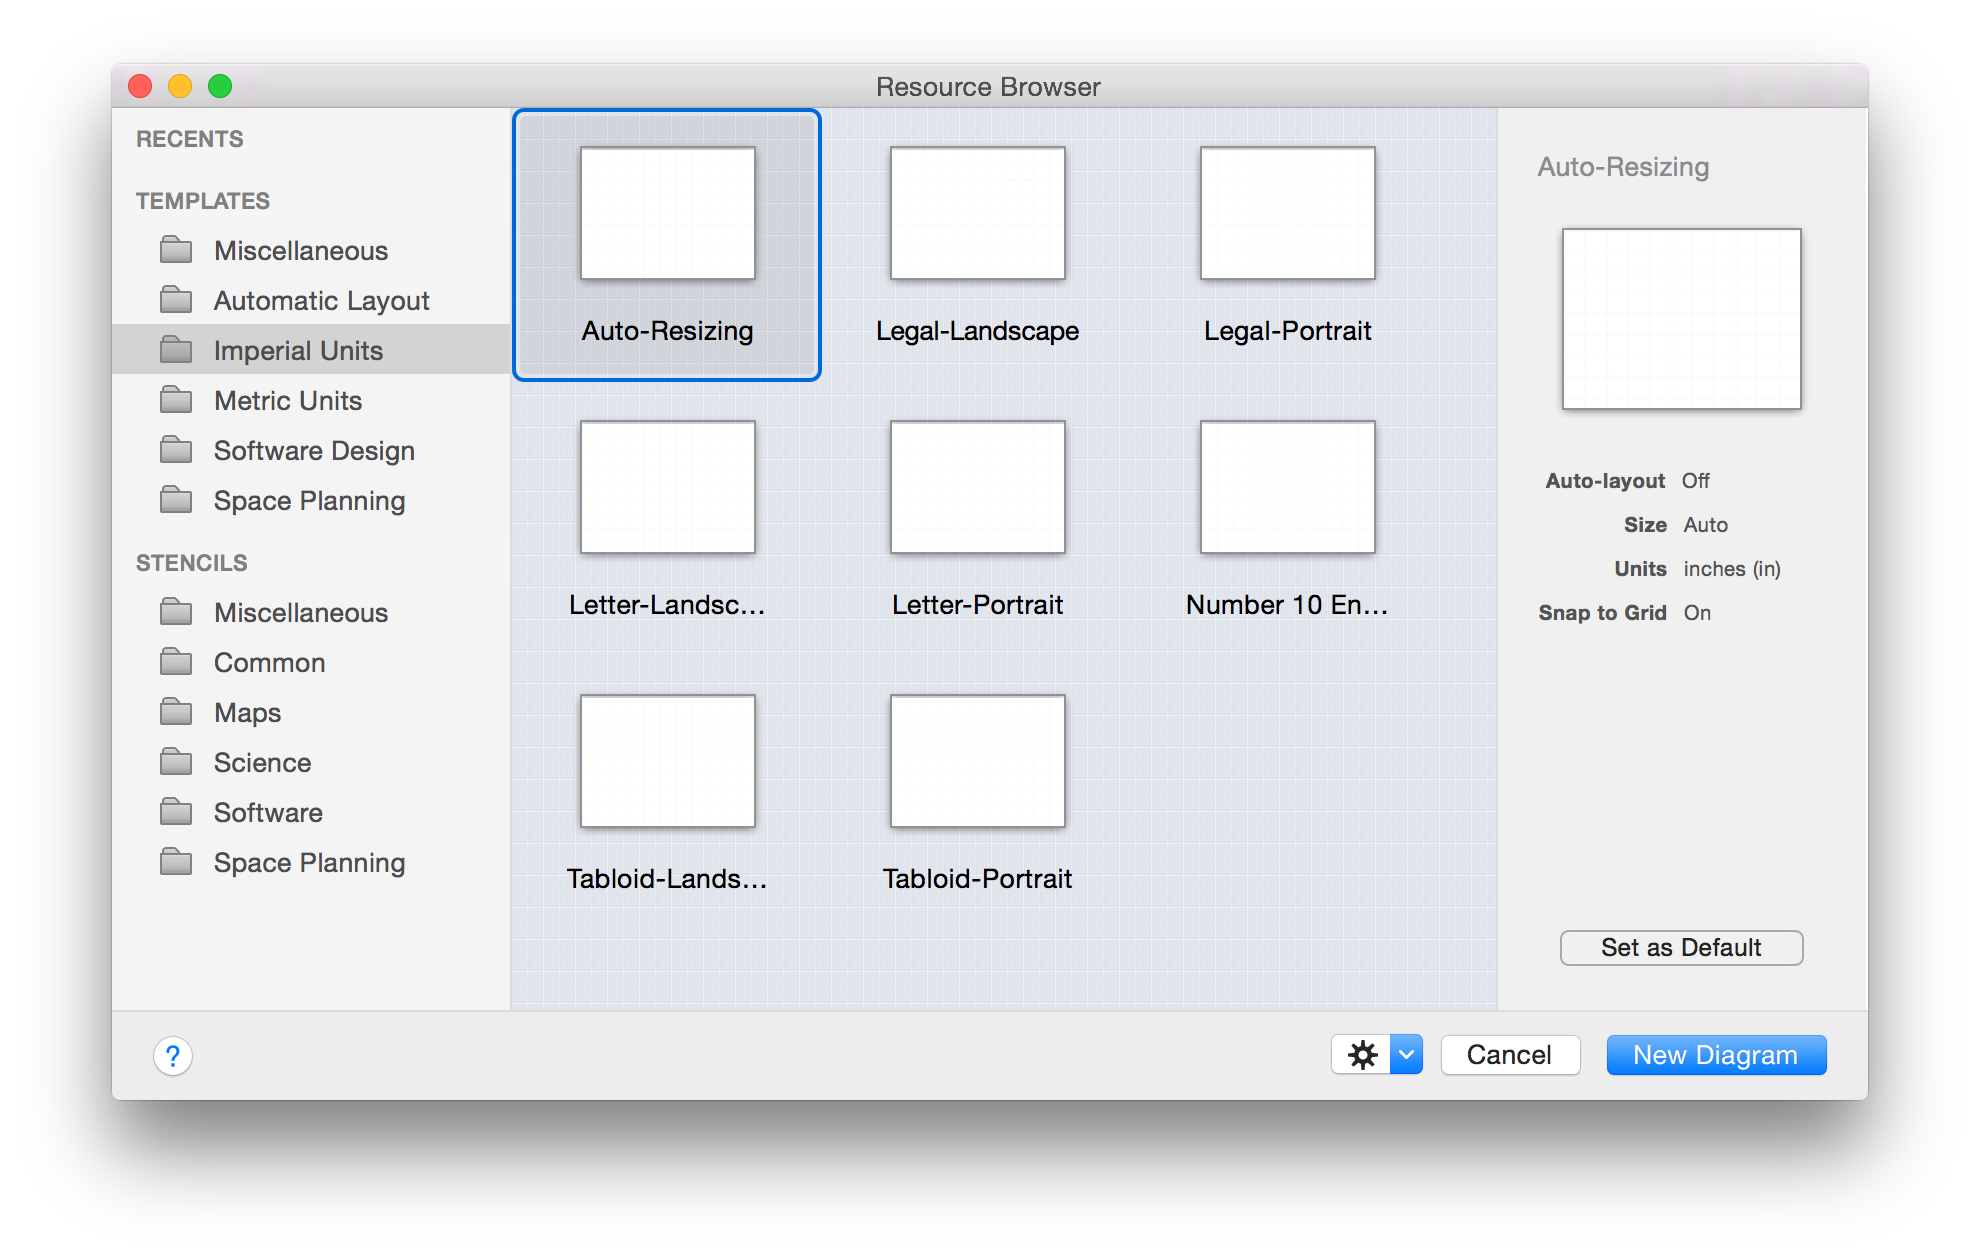 Resource Browser
RECENTS
TEMPLATES
Miscellaneous
Automatic Layout
Imperial Units
Metric Units
Software Design
Space Planning
STENCILS
Miscellaneous
Common
Maps
Science
Software
Space Planning
Auto-Resizing
Legal-Landscape
Legal-Portrait
Letter-Landsc…
Letter-Portrait
Number 10 En…
Tabloid-Lands…
Tabloid-Portrait
Auto-Resizing
Auto-layout Off
Size Auto
Units inches (in)
Snap to Grid On
Set as Default
?
Cancel
New Diagram